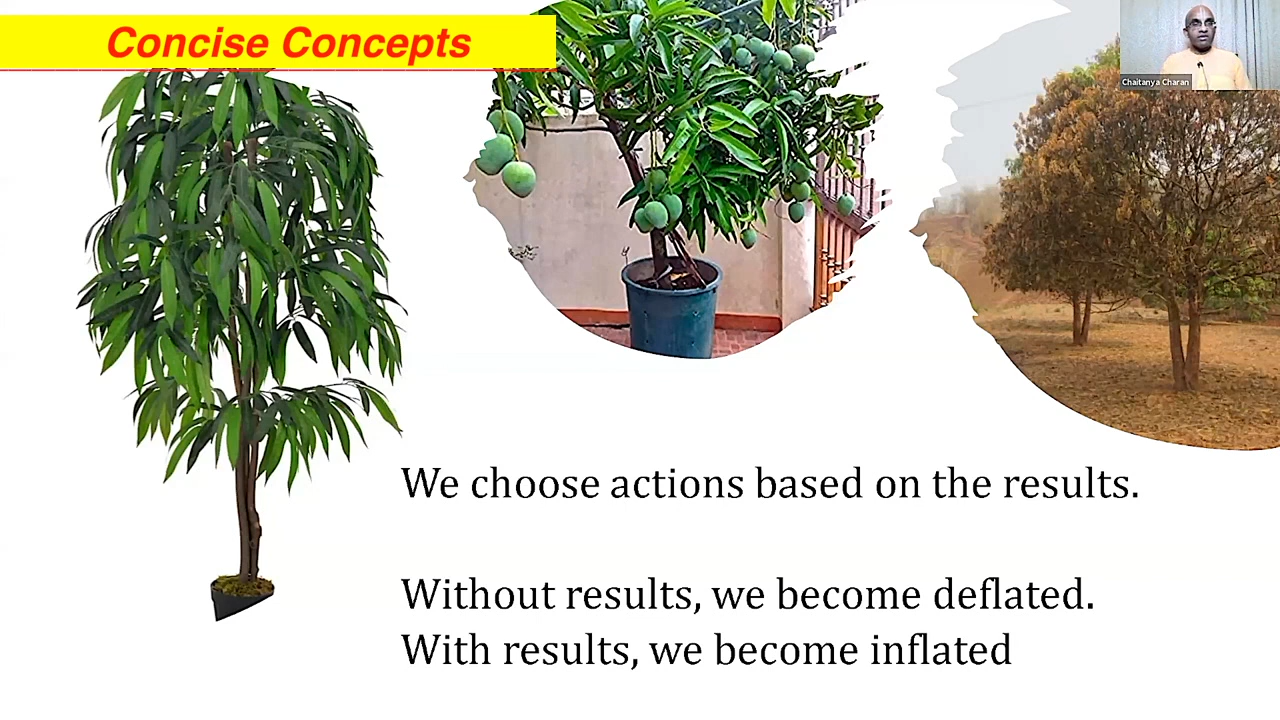 Concise Concepts
Chaitanya Charan
We choose actions based on the results.
Without results, we become deflated.
With results, we become inflated